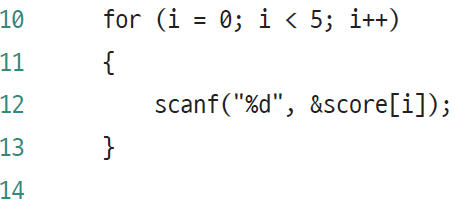 10 for (i = 0; i < 5; i++)
11 {
12 scanf("%d", &score[i]);
13 }
14